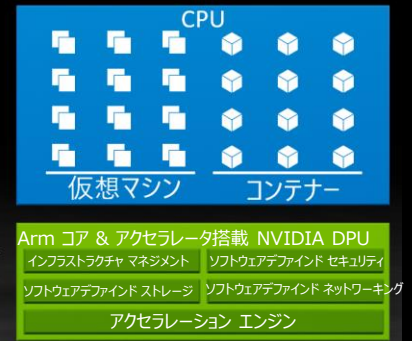 CPU
仮想マシン コンテナー
Arm コア & アクセラレータ搭載 NVIDIA DPU
インフラストラクチャ マネジメント ソフトウェアデファインド セキュリティ
ソフトウェアデファインド ストレージ ソフトウェアデファインド ネットワーキング
アクセラレーション エンジン